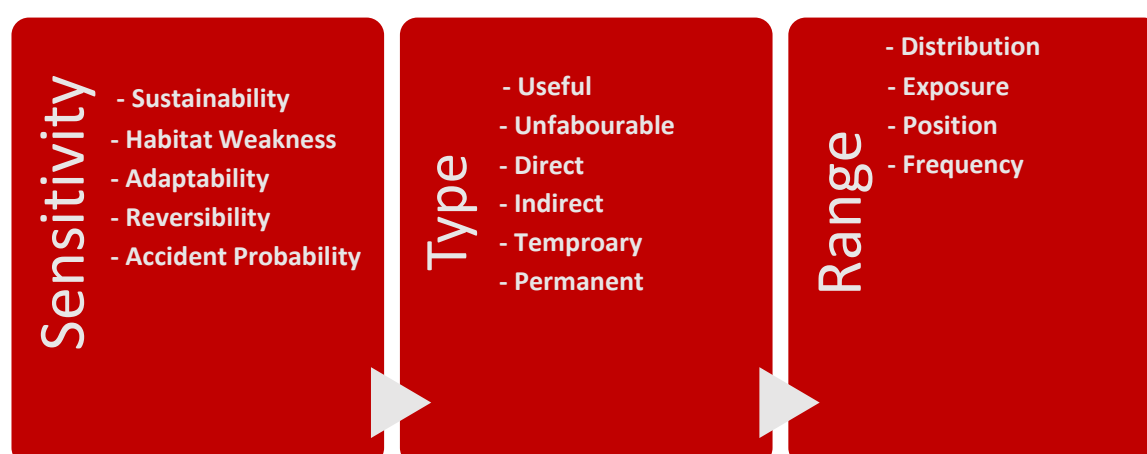 Sensitivity
- Sustainability
- Habitat Weakness
- Adaptability
- Reversibility
- Accident Probability
Type
- Useful
- Unfabourable
- Direct
- Indirect
- Temproary
- Permanent
Range
- Distribution
- Exposure
- Position
- Frequency